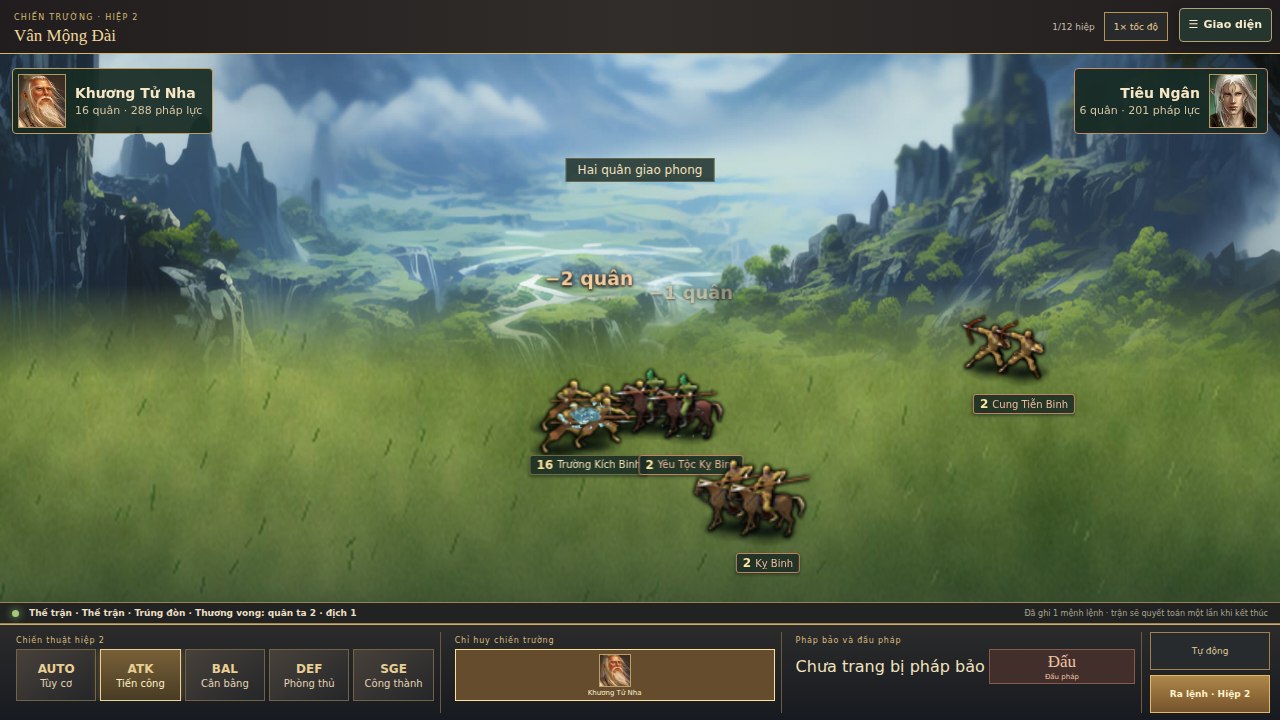 CHIẾN TRƯỜNG · HIỆP 2
Vân Mộng Đài
1/12 hiệp
1× tốc độ
☰ Giao diện
Khương Tử Nha
16 quân · 288 pháp lực
Tiêu Ngân
6 quân · 201 pháp lực
Hai quân giao phong
−2 quân
−1 quân
2 Cung Tiễn Binh
16 Trường Kích Binh
2 Yêu Tộc Kỵ Binh
2 Kỵ Binh
Thế trận · Thế trận · Trúng đòn · Thương vong: quân ta 2 · địch 1
Đã ghi 1 mệnh lệnh · trận sẽ quyết toán một lần khi kết thúc
Chiến thuật hiệp 2
AUTO
Tùy cơ
ATK
Tiến công
BAL
Cân bằng
DEF
Phòng thủ
SGE
Công thành
Chỉ huy chiến trường
Khương Tử Nha
Pháp bảo và đấu pháp
Chưa trang bị pháp bảo
Đấu
Đấu pháp
Tự động
Ra lệnh · Hiệp 2